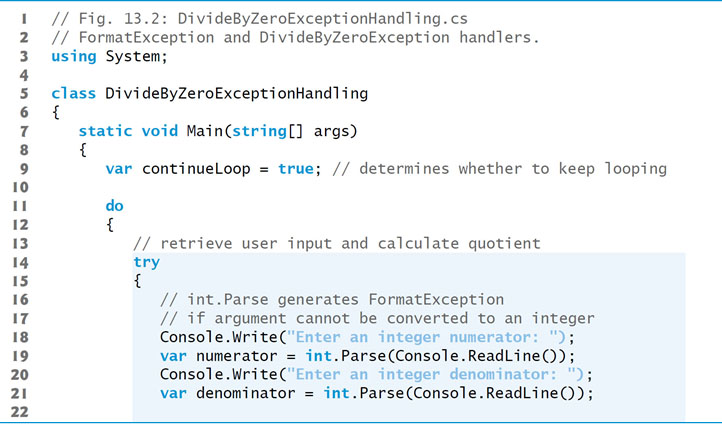 1 // Fig. 13.2: DivideByZeroExceptionHandling.cs
2 // FormatException and DivideByZeroException handlers.
3 using System;
4
5 class DivideByZeroExceptionHandling
6 {
7 static void Main(string[] args)
8 {
9 var continueLoop = true; // determines whether to keep looping
10
11 do
12 {
13 // retrieve user input and calculate quotient
14 try
15 {
16 // int.Parse generates FormatException
17 // if argument cannot be converted to an integer
18 Console.Write("Enter an integer numerator: ");
19 var numerator = int.Parse(Console.ReadLine());
20 Console.Write("Enter an integer denominator: ");
21 var denominator = int.Parse(Console.ReadLine());
22